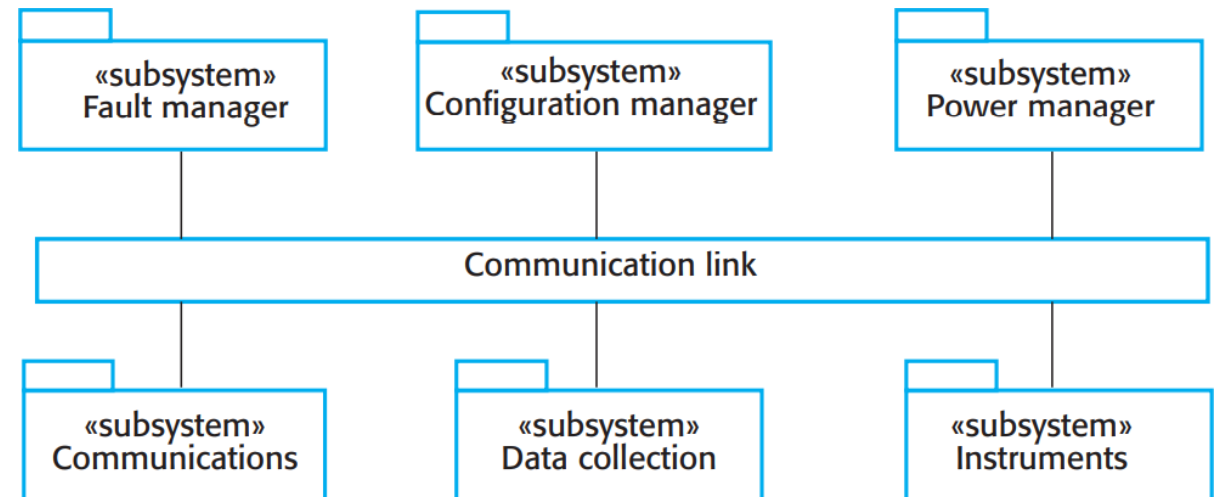 «subsystem»
Fault manager
«subsystem»
Configuration manager
«subsystem»
Power manager
Communication link
«subsystem»
Communications
«subsystem»
Data collection
«subsystem»
Instruments